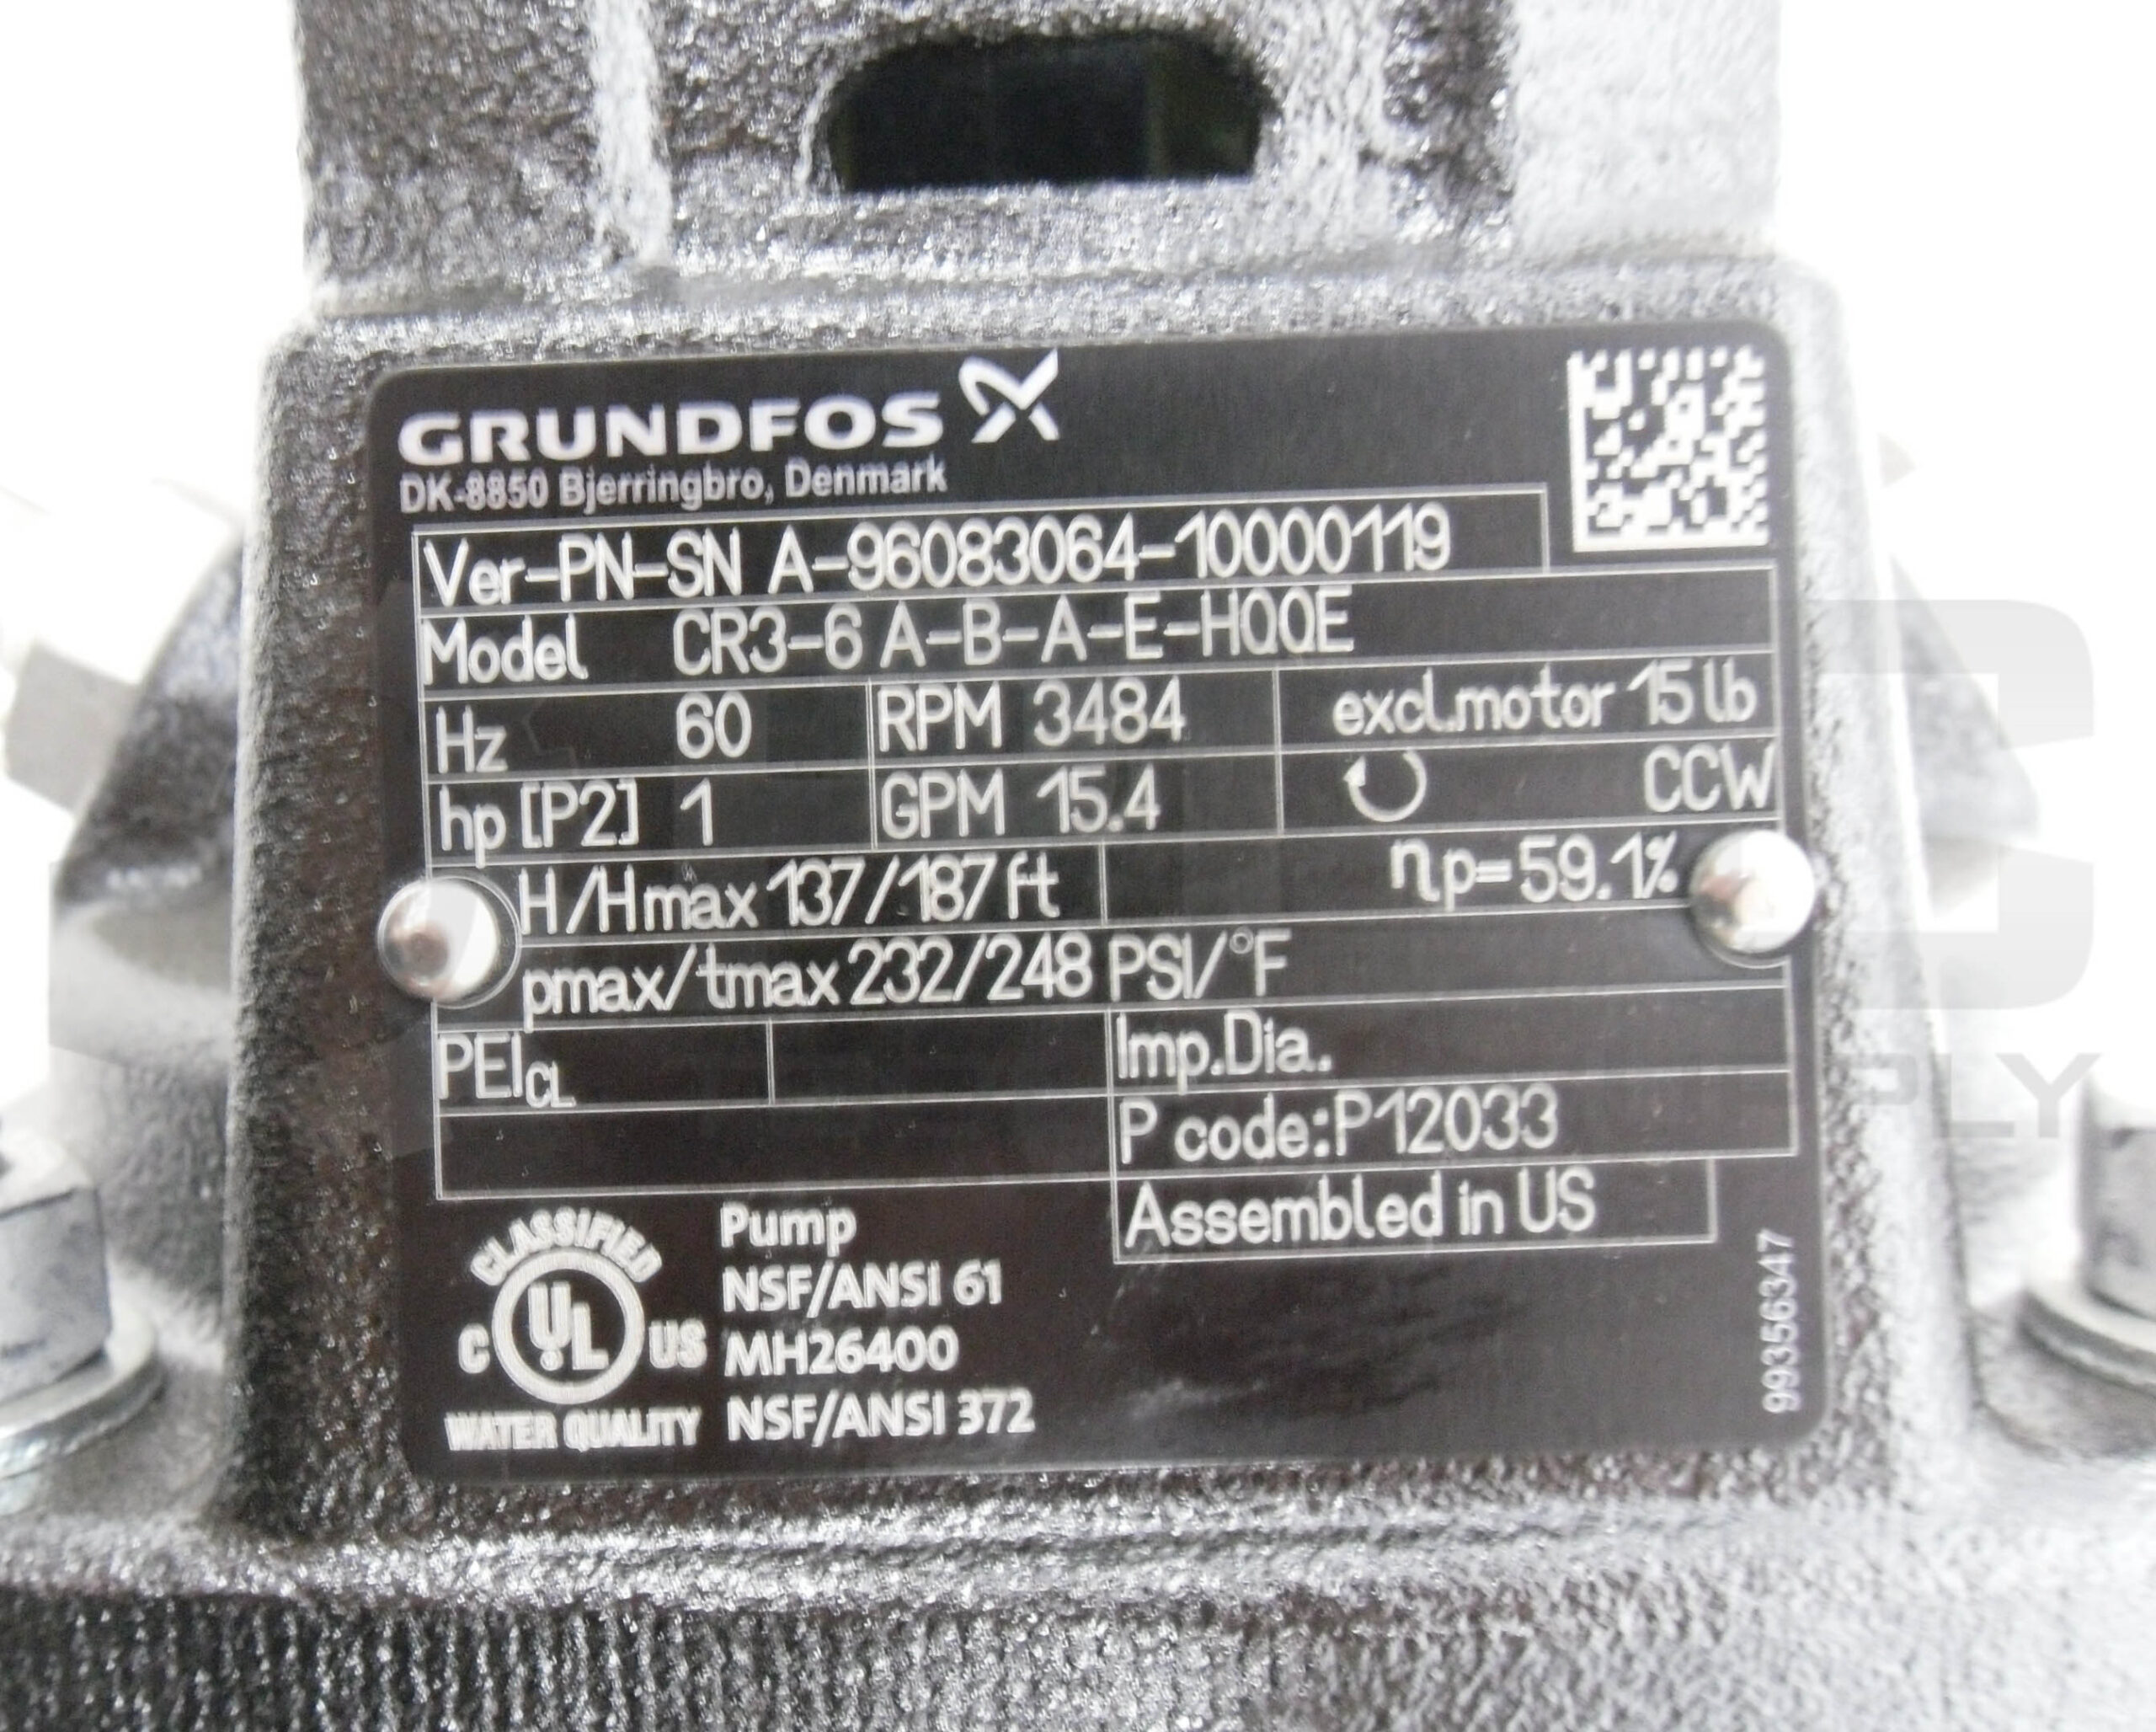 GRUNDFOS
DK-8850 Bjerringbro, Denmark
Ver-PN-SN A-96083064-10000119
Model CR3-6 A-B-A-E-HQQE
Hz 60 RPM 3484 excl.motor 15 lb
hp [P2] 1 GPM 15.4 CCW
H/Hmax 137/187 ft ηp=59.1%
pmax/tmax 232/248 PSI/°F
PEICL Imp.Dia.
P code:P12033
Assembled in US
CLASSIFIED
C UL US
WATER QUALITY
Pump
NSF/ANSI 61
MH26400
NSF/ANSI 372
99356347